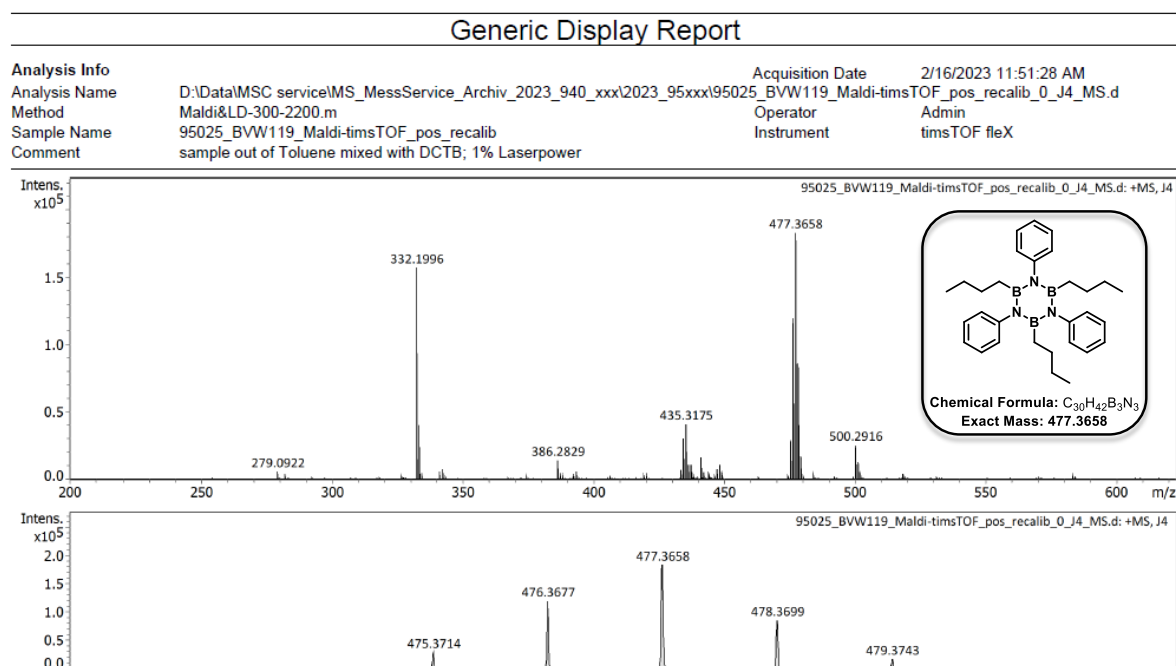 Generic Display Report
Analysis Info
Acquisition Date 2/16/2023 11:51:28 AM
Analysis Name D:\Data\MSC service\MS_MessService_Archiv_2023_940_xxx\2023_95xxx\95025_BVW119_Maldi-timsTOF_pos_recalib_0_J4_MS.d
Method Maldi&LD-300-2200.m Operator Admin
Sample Name 95025_BVW119_Maldi-timsTOF_pos_recalib Instrument timsTOF fleX
Comment sample out of Toluene mixed with DCTB; 1% Laserpower
Intens.
x10⁵
95025_BVW119_Maldi-timsTOF_pos_recalib_0_J4_MS.d: +MS, J4
477.3658
332.1996
1.5
1.0
0.5
0.0
435.3175
386.2829
279.0922
500.2916
N
B B
N N
B
Chemical Formula: C₃₀H₄₂B₃N₃
Exact Mass: 477.3658
200 250 300 350 400 450 500 550 600 m/z
Intens.
x10⁵
95025_BVW119_Maldi-timsTOF_pos_recalib_0_J4_MS.d: +MS, J4
2.0
1.5
1.0
0.5
0.0
477.3658
476.3677
478.3699
475.3714
479.3743